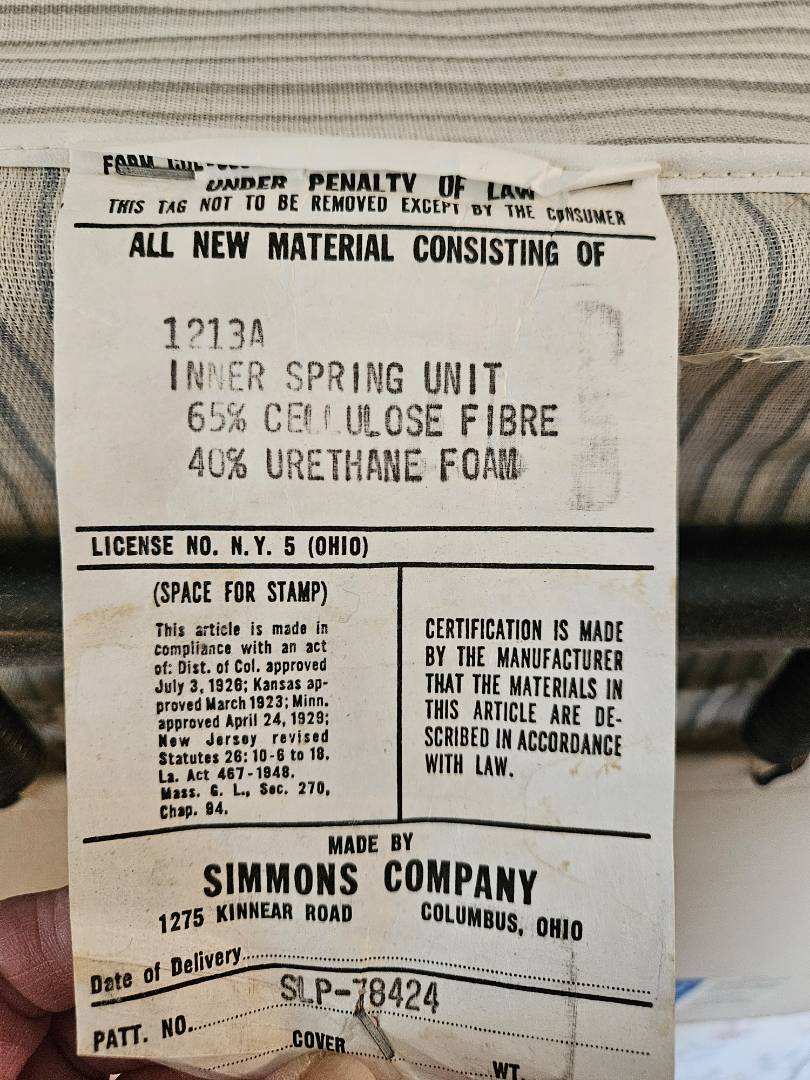 FORM
UNDER PENALTY OF LAW
THIS TAG NOT TO BE REMOVED EXCEPT BY THE CONSUMER
ALL NEW MATERIAL CONSISTING OF
1213A
INNER SPRING UNIT
65% CELLULOSE FIBRE
40% URETHANE FOAM
LICENSE NO. N.Y. 5 (OHIO)
(SPACE FOR STAMP)
This article is made in
compliance with an act
of: Dist. of Col. approved
July 3, 1926; Kansas ap-
proved March 1923; Minn.
approved April 24, 1929;
New Jersey revised
Statutes 26: 10-6 to 18.
La. Act 467-1948.
Mass. G. L., Sec. 270,
Chap. 94.
CERTIFICATION IS MADE
BY THE MANUFACTURER
THAT THE MATERIALS IN
THIS ARTICLE ARE DE-
SCRIBED IN ACCORDANCE
WITH LAW.
MADE BY
SIMMONS COMPANY
1275 KINNEAR ROAD COLUMBUS, OHIO
Date of Delivery
SLP-78424
PATT. NO. COVER WT.